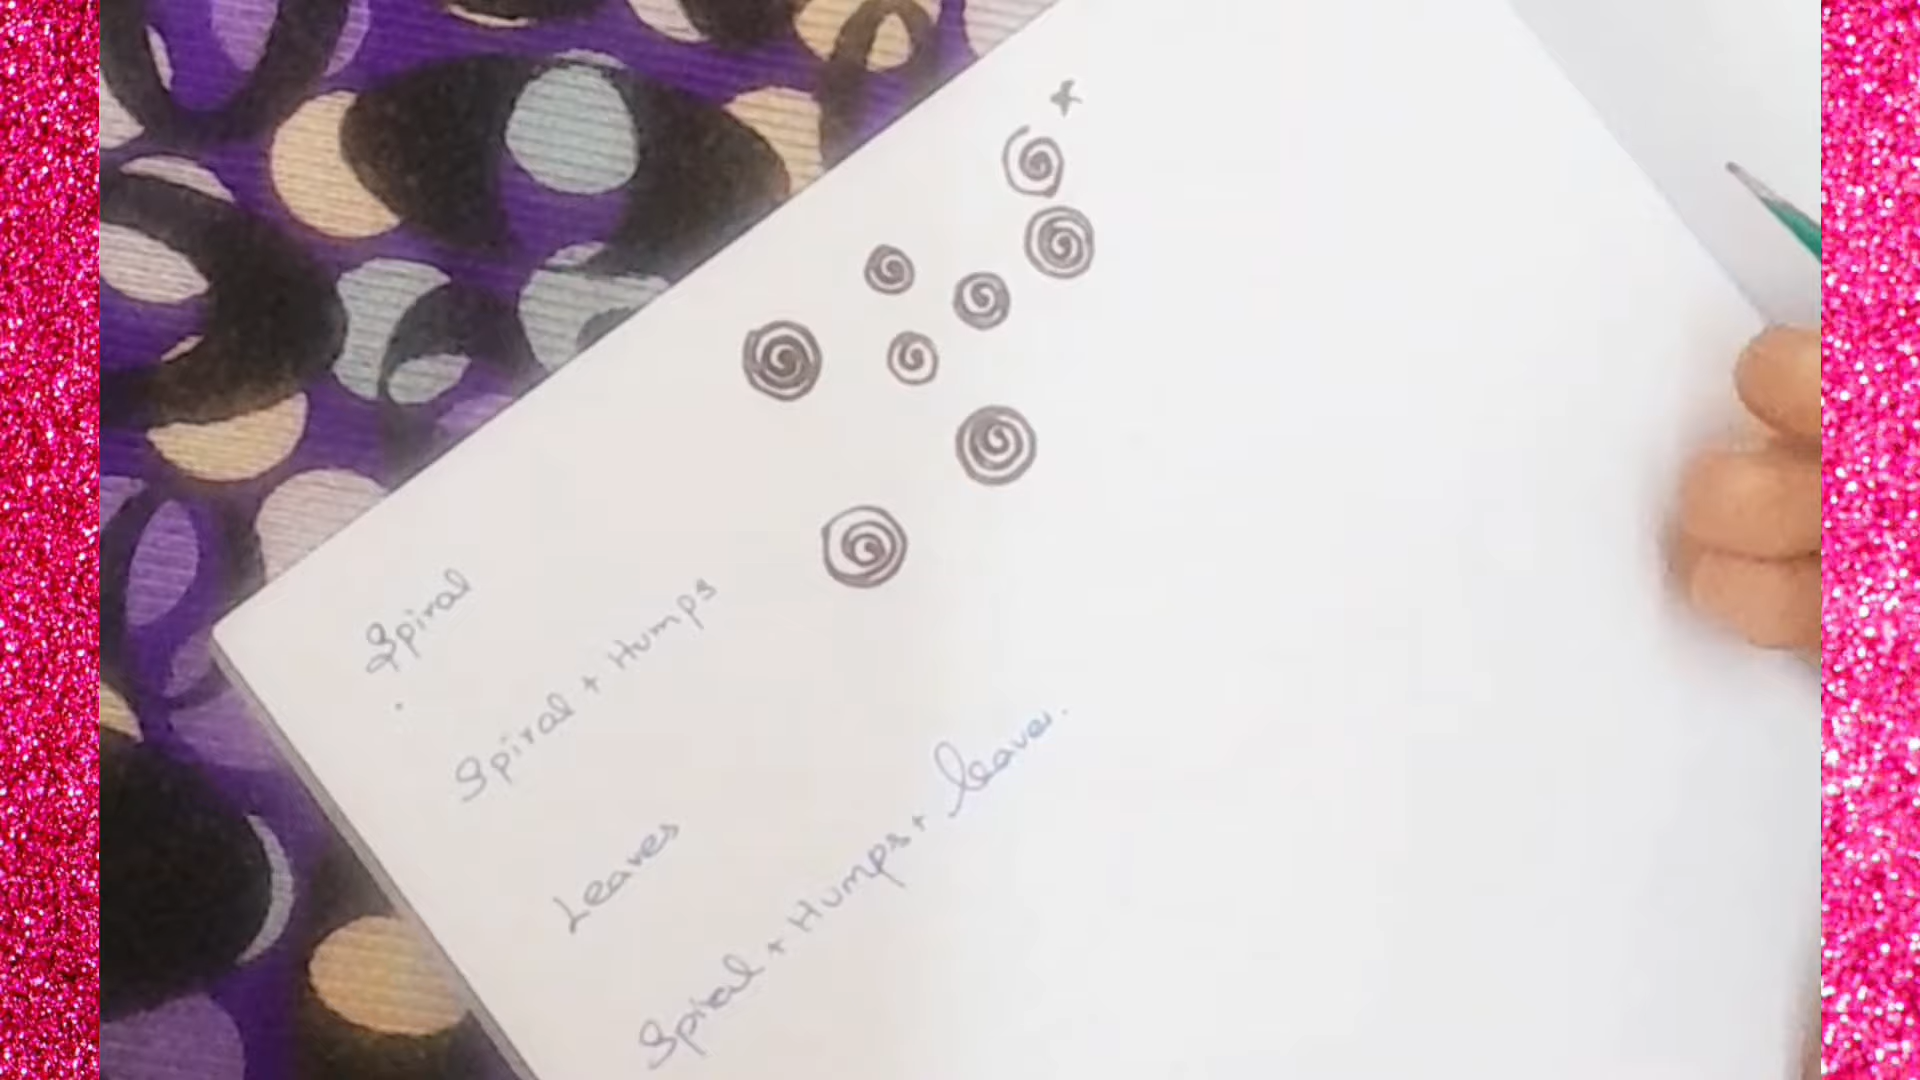 Spiral
Spiral + Humps
Leaves
Spiral + Humps + leaves.